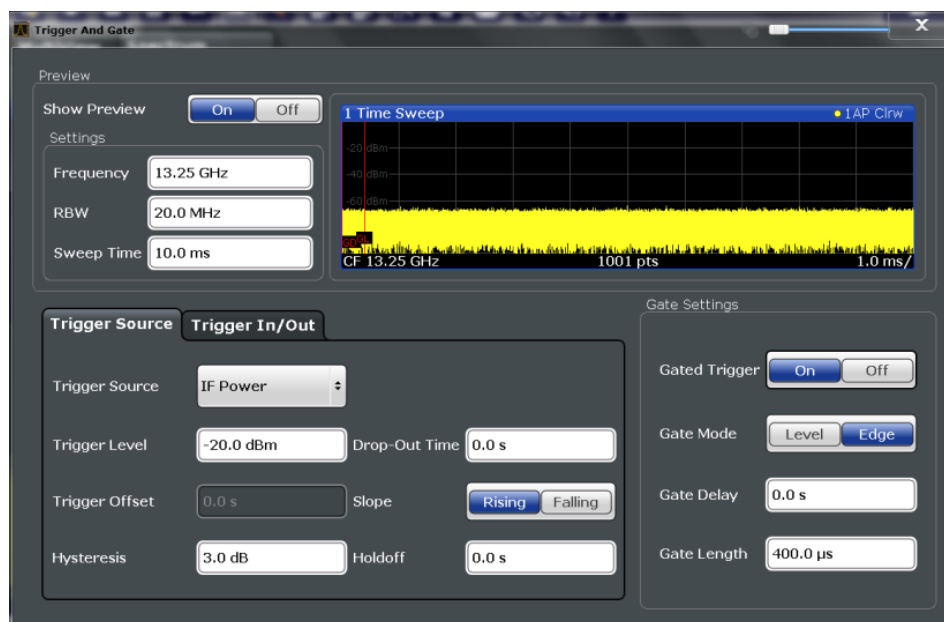 Trigger And Gate
X
Preview
Show Preview On Off
Settings
Frequency 13.25 GHz
RBW 20.0 MHz
Sweep Time 10.0 ms
1 Time Sweep 1AP Clrw
-20 dBm
-40 dBm
-60 dBm
GD GL
CF 13.25 GHz 1001 pts 1.0 ms/
Trigger Source Trigger In/Out
Trigger Source IF Power
Trigger Level -20.0 dBm Drop-Out Time 0.0 s
Trigger Offset 0.0 s Slope Rising Falling
Hysteresis 3.0 dB Holdoff 0.0 s
Gate Settings
Gated Trigger On Off
Gate Mode Level Edge
Gate Delay 0.0 s
Gate Length 400.0 µs